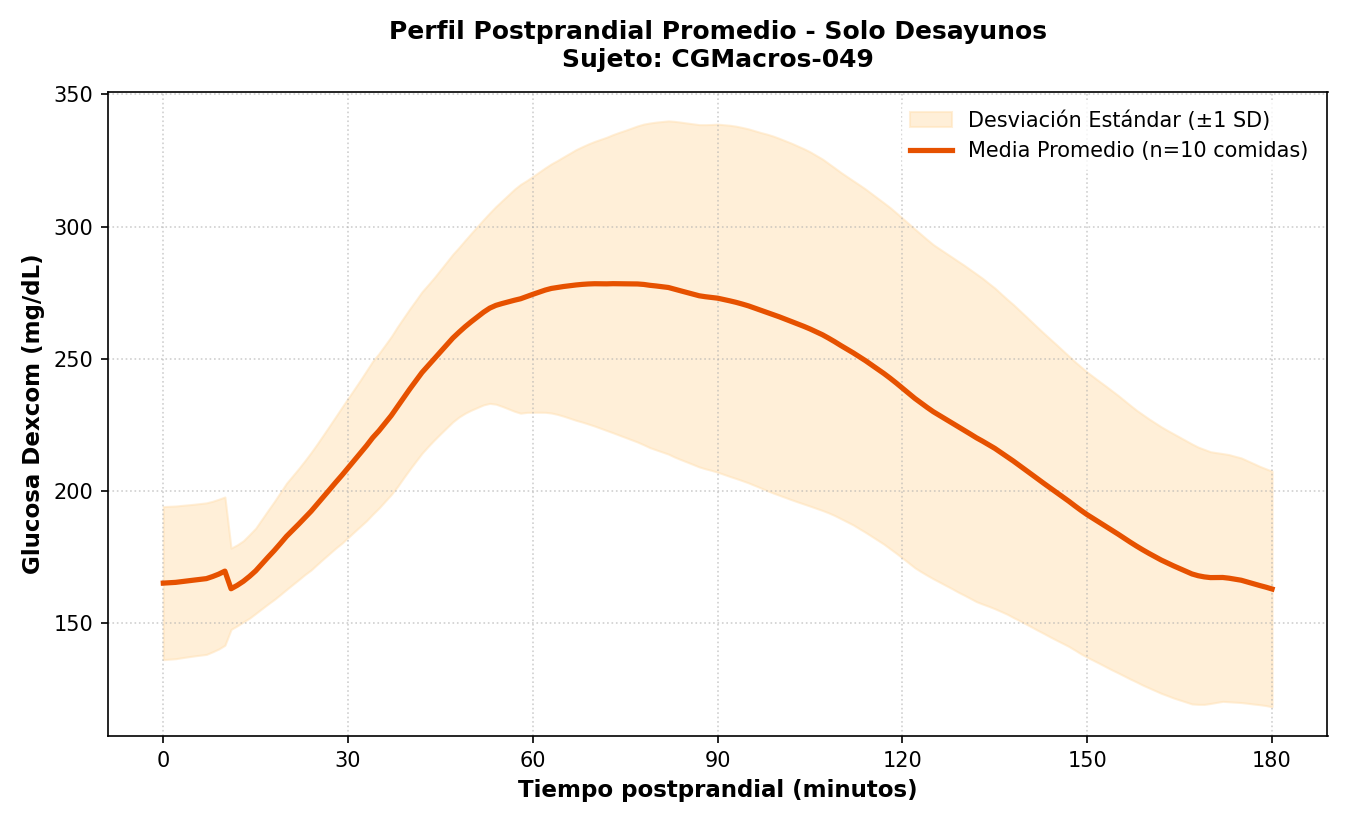 Perfil Postprandial Promedio - Solo Desayunos
Sujeto: CGMacros-049
Desviación Estándar (±1 SD)
Media Promedio (n=10 comidas)
Glucosa Dexcom (mg/dL)
350
300
250
200
150
0 30 60 90 120 150 180
Tiempo postprandial (minutos)